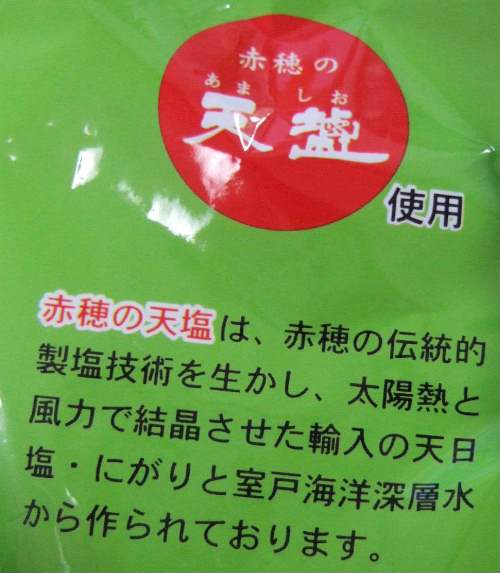 赤穂の
あましお
天塩
使用
赤穂の天塩は、赤穂の伝統的
製塩技術を生かし、太陽熱と
風力で結晶させた輸入の天日
塩・にがりと室戸海洋深層水
から作られております。